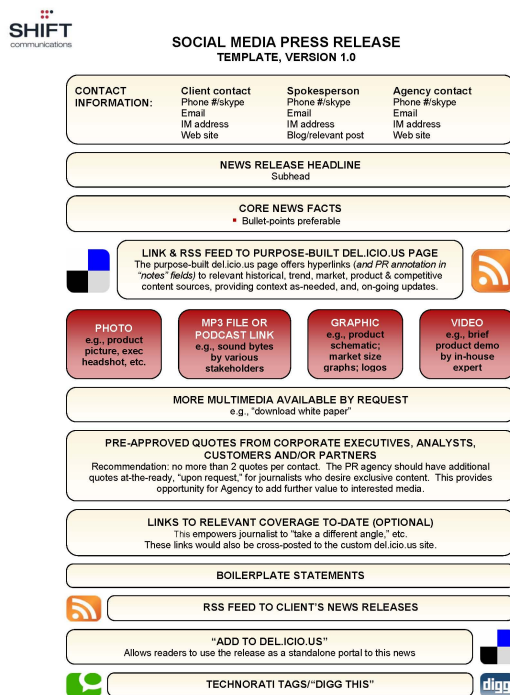 SHIFT
communications
SOCIAL MEDIA PRESS RELEASE
TEMPLATE, VERSION 1.0
CONTACT INFORMATION:
Client contact
Phone #/skype
Email
IM address
Web site
Spokesperson
Phone #/skype
Email
IM address
Blog/relevant post
Agency contact
Phone #/skype
Email
IM address
Web site
NEWS RELEASE HEADLINE
Subhead
CORE NEWS FACTS
▪ Bullet-points preferable
LINK & RSS FEED TO PURPOSE-BUILT DEL.ICIO.US PAGE
The purpose-built del.icio.us page offers hyperlinks (and PR annotation in
"notes" fields) to relevant historical, trend, market, product & competitive
content sources, providing context as-needed, and, on-going updates.
PHOTO
e.g., product
picture, exec
headshot, etc.
MP3 FILE OR
PODCAST LINK
e.g., sound bytes
by various
stakeholders
GRAPHIC
e.g., product
schematic;
market size
graphs; logos
VIDEO
e.g., brief
product demo
by in-house
expert
MORE MULTIMEDIA AVAILABLE BY REQUEST
e.g., "download white paper"
PRE-APPROVED QUOTES FROM CORPORATE EXECUTIVES, ANALYSTS,
CUSTOMERS AND/OR PARTNERS
Recommendation: no more than 2 quotes per contact. The PR agency should have additional
quotes at-the-ready, "upon request," for journalists who desire exclusive content. This provides
opportunity for Agency to add further value to interested media.
LINKS TO RELEVANT COVERAGE TO-DATE (OPTIONAL)
This empowers journalist to "take a different angle," etc.
These links would also be cross-posted to the custom del.icio.us site.
BOILERPLATE STATEMENTS
RSS FEED TO CLIENT'S NEWS RELEASES
"ADD TO DEL.ICIO.US"
Allows readers to use the release as a standalone portal to this news
TECHNORATI TAGS/"DIGG THIS"
digg